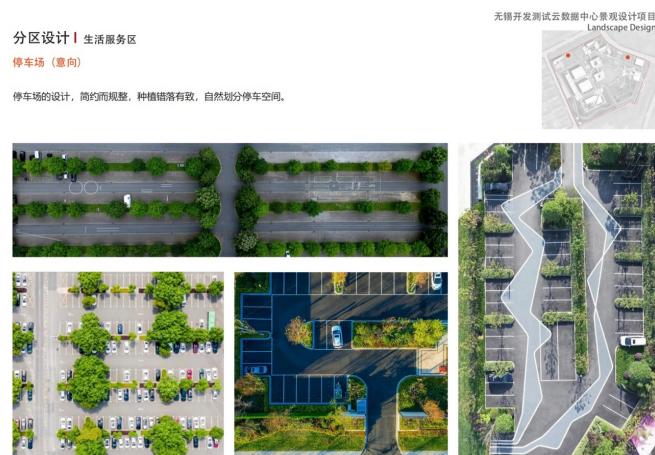 无锡开发测试云数据中心景观设计项目
Landscape Design
分区设计 | 生活服务区
停车场（意向）
停车场的设计，简约而规整，种植错落有致，自然划分停车空间。